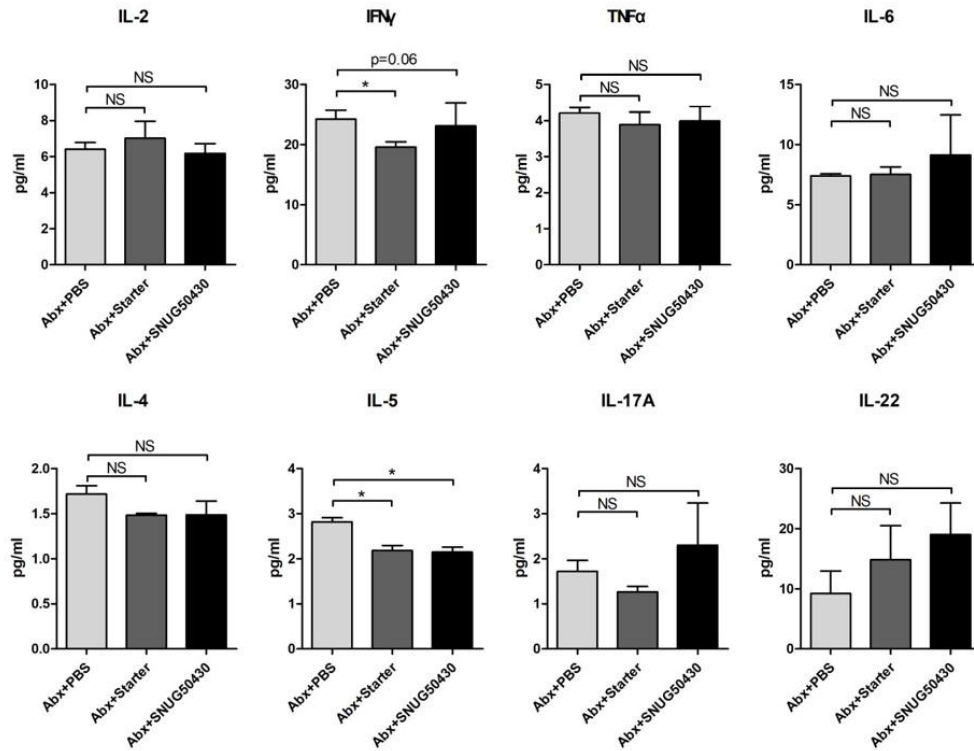 IL-2
10
8
6
4
2
0
pg/ml
NS
NS
Abx+PBS
Abx+Starter
Abx+SNUG50430
IFNγ
30
20
10
0
pg/ml
p=0.06
*
Abx+PBS
Abx+Starter
Abx+SNUG50430
TNFα
5
4
3
2
1
0
pg/ml
NS
NS
Abx+PBS
Abx+Starter
Abx+SNUG50430
IL-6
15
10
5
0
pg/ml
NS
NS
Abx+PBS
Abx+Starter
Abx+SNUG50430
IL-4
2.0
1.5
1.0
0.5
0.0
pg/ml
NS
NS
Abx+PBS
Abx+Starter
Abx+SNUG50430
IL-5
4
3
2
1
0
pg/ml
*
*
Abx+PBS
Abx+Starter
Abx+SNUG50430
IL-17A
4
3
2
1
0
pg/ml
NS
NS
Abx+PBS
Abx+Starter
Abx+SNUG50430
IL-22
30
20
10
0
pg/ml
NS
NS
Abx+PBS
Abx+Starter
Abx+SNUG50430